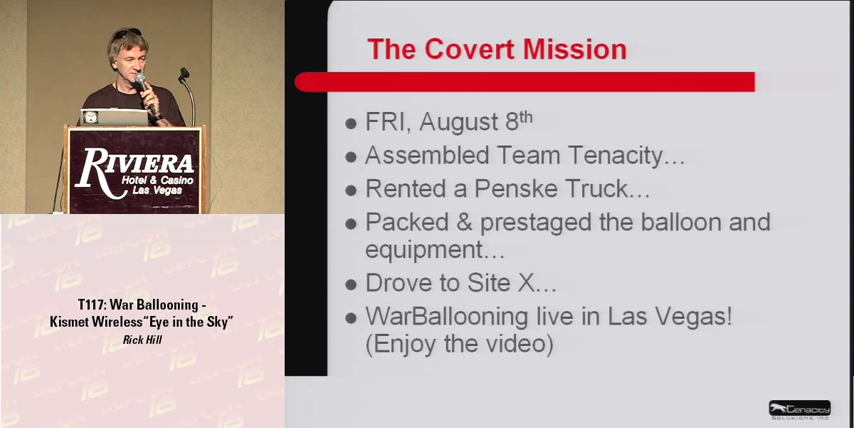 RIVIERA
Hotel & Casino
Las Vegas
T117: War Ballooning -
Kismet Wireless“Eye in the Sky”
Rick Hill
The Covert Mission
● FRI, August 8th
● Assembled Team Tenacity…
● Rented a Penske Truck…
● Packed & prestaged the balloon and
equipment…
● Drove to Site X…
● WarBallooning live in Las Vegas!
(Enjoy the video)
Tenacity
SOLUTIONS INC